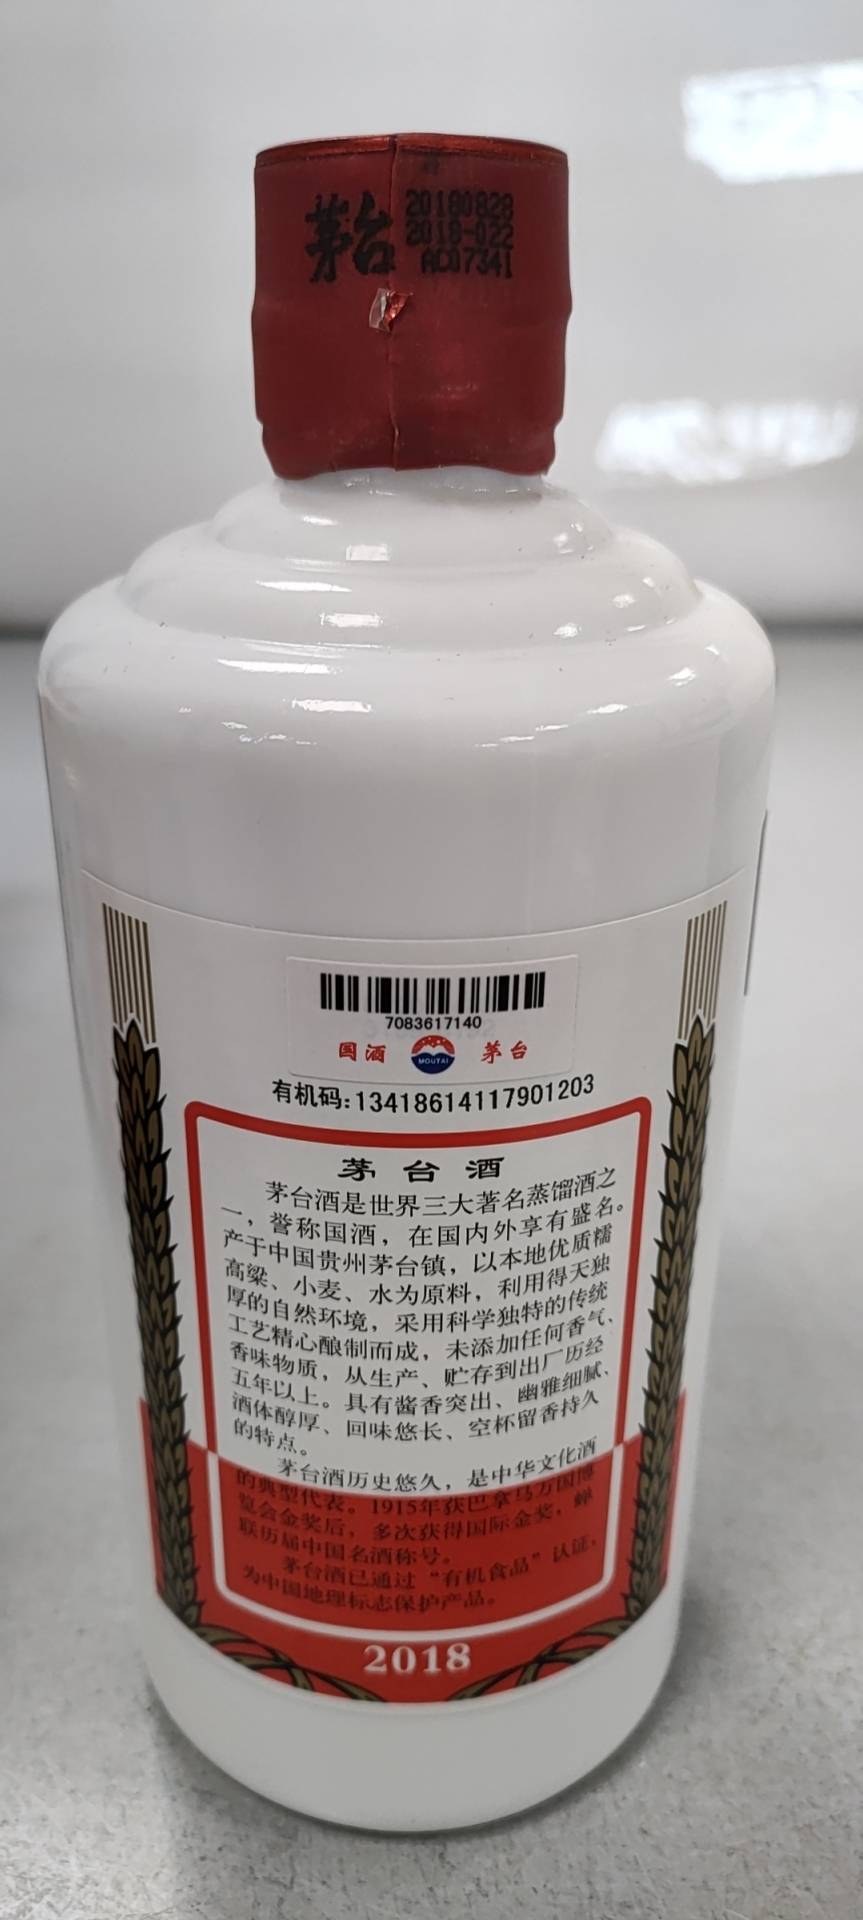 茅台
20180828
2018-022
AC07341
7083617140
国酒
MOUTAI
茅台
有机码:13418614117901203
茅台酒
茅台酒是世界三大著名蒸馏酒之
一，誉称国酒，在国内外享有盛名。
产于中国贵州茅台镇，以本地优质糯
高粱、小麦、水为原料，利用得天独
厚的自然环境，采用科学独特的传统
工艺精心酿制而成，未添加任何香气、
香味物质，从生产、贮存到出厂历经
五年以上。具有酱香突出、幽雅细腻、
酒体醇厚、回味悠长、空杯留香持久
的特点。
茅台酒历史悠久，是中华文化酒
的典型代表。1915年获巴拿马万国博
览会金奖后，多次获得国际金奖，蝉
联历届中国名酒称号。
茅台酒已通过“有机食品”认证，
为中国地理标志保护产品。
2018